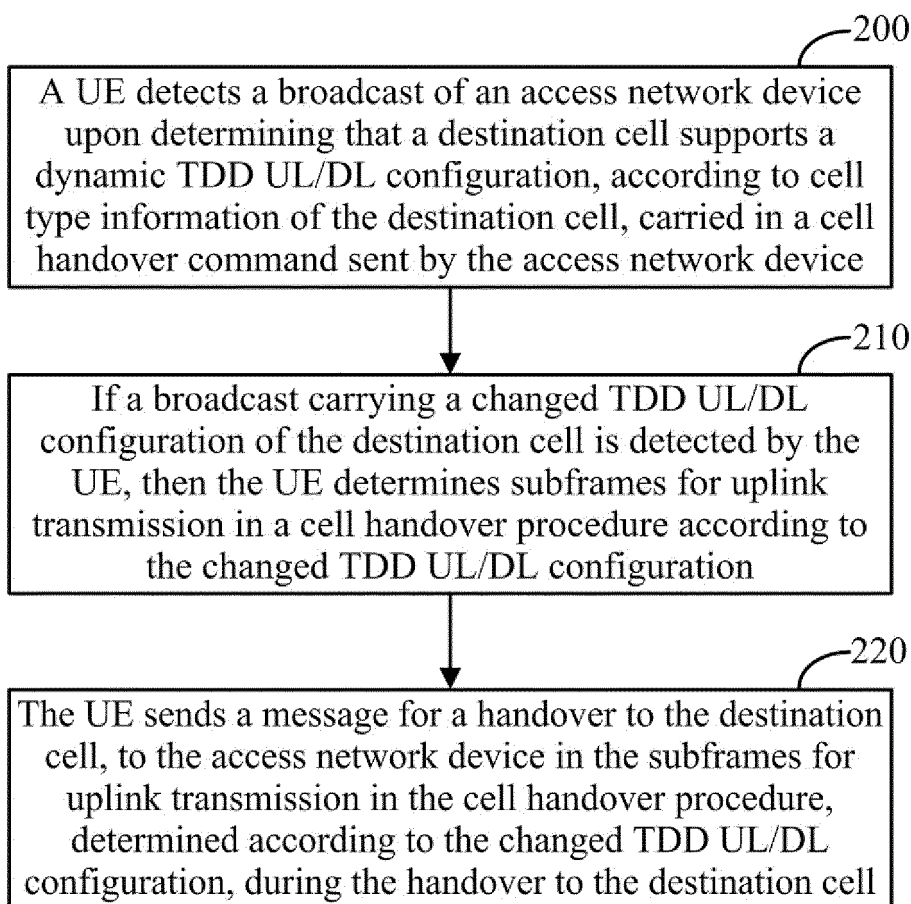 200
A UE detects a broadcast of an access network device
upon determining that a destination cell supports a
dynamic TDD UL/DL configuration, according to cell
type information of the destination cell, carried in a cell
handover command sent by the access network device
210
If a broadcast carrying a changed TDD UL/DL
configuration of the destination cell is detected by the
UE, then the UE determines subframes for uplink
transmission in a cell handover procedure according to
the changed TDD UL/DL configuration
220
The UE sends a message for a handover to the destination
cell, to the access network device in the subframes for
uplink transmission in the cell handover procedure,
determined according to the changed TDD UL/DL
configuration, during the handover to the destination cell